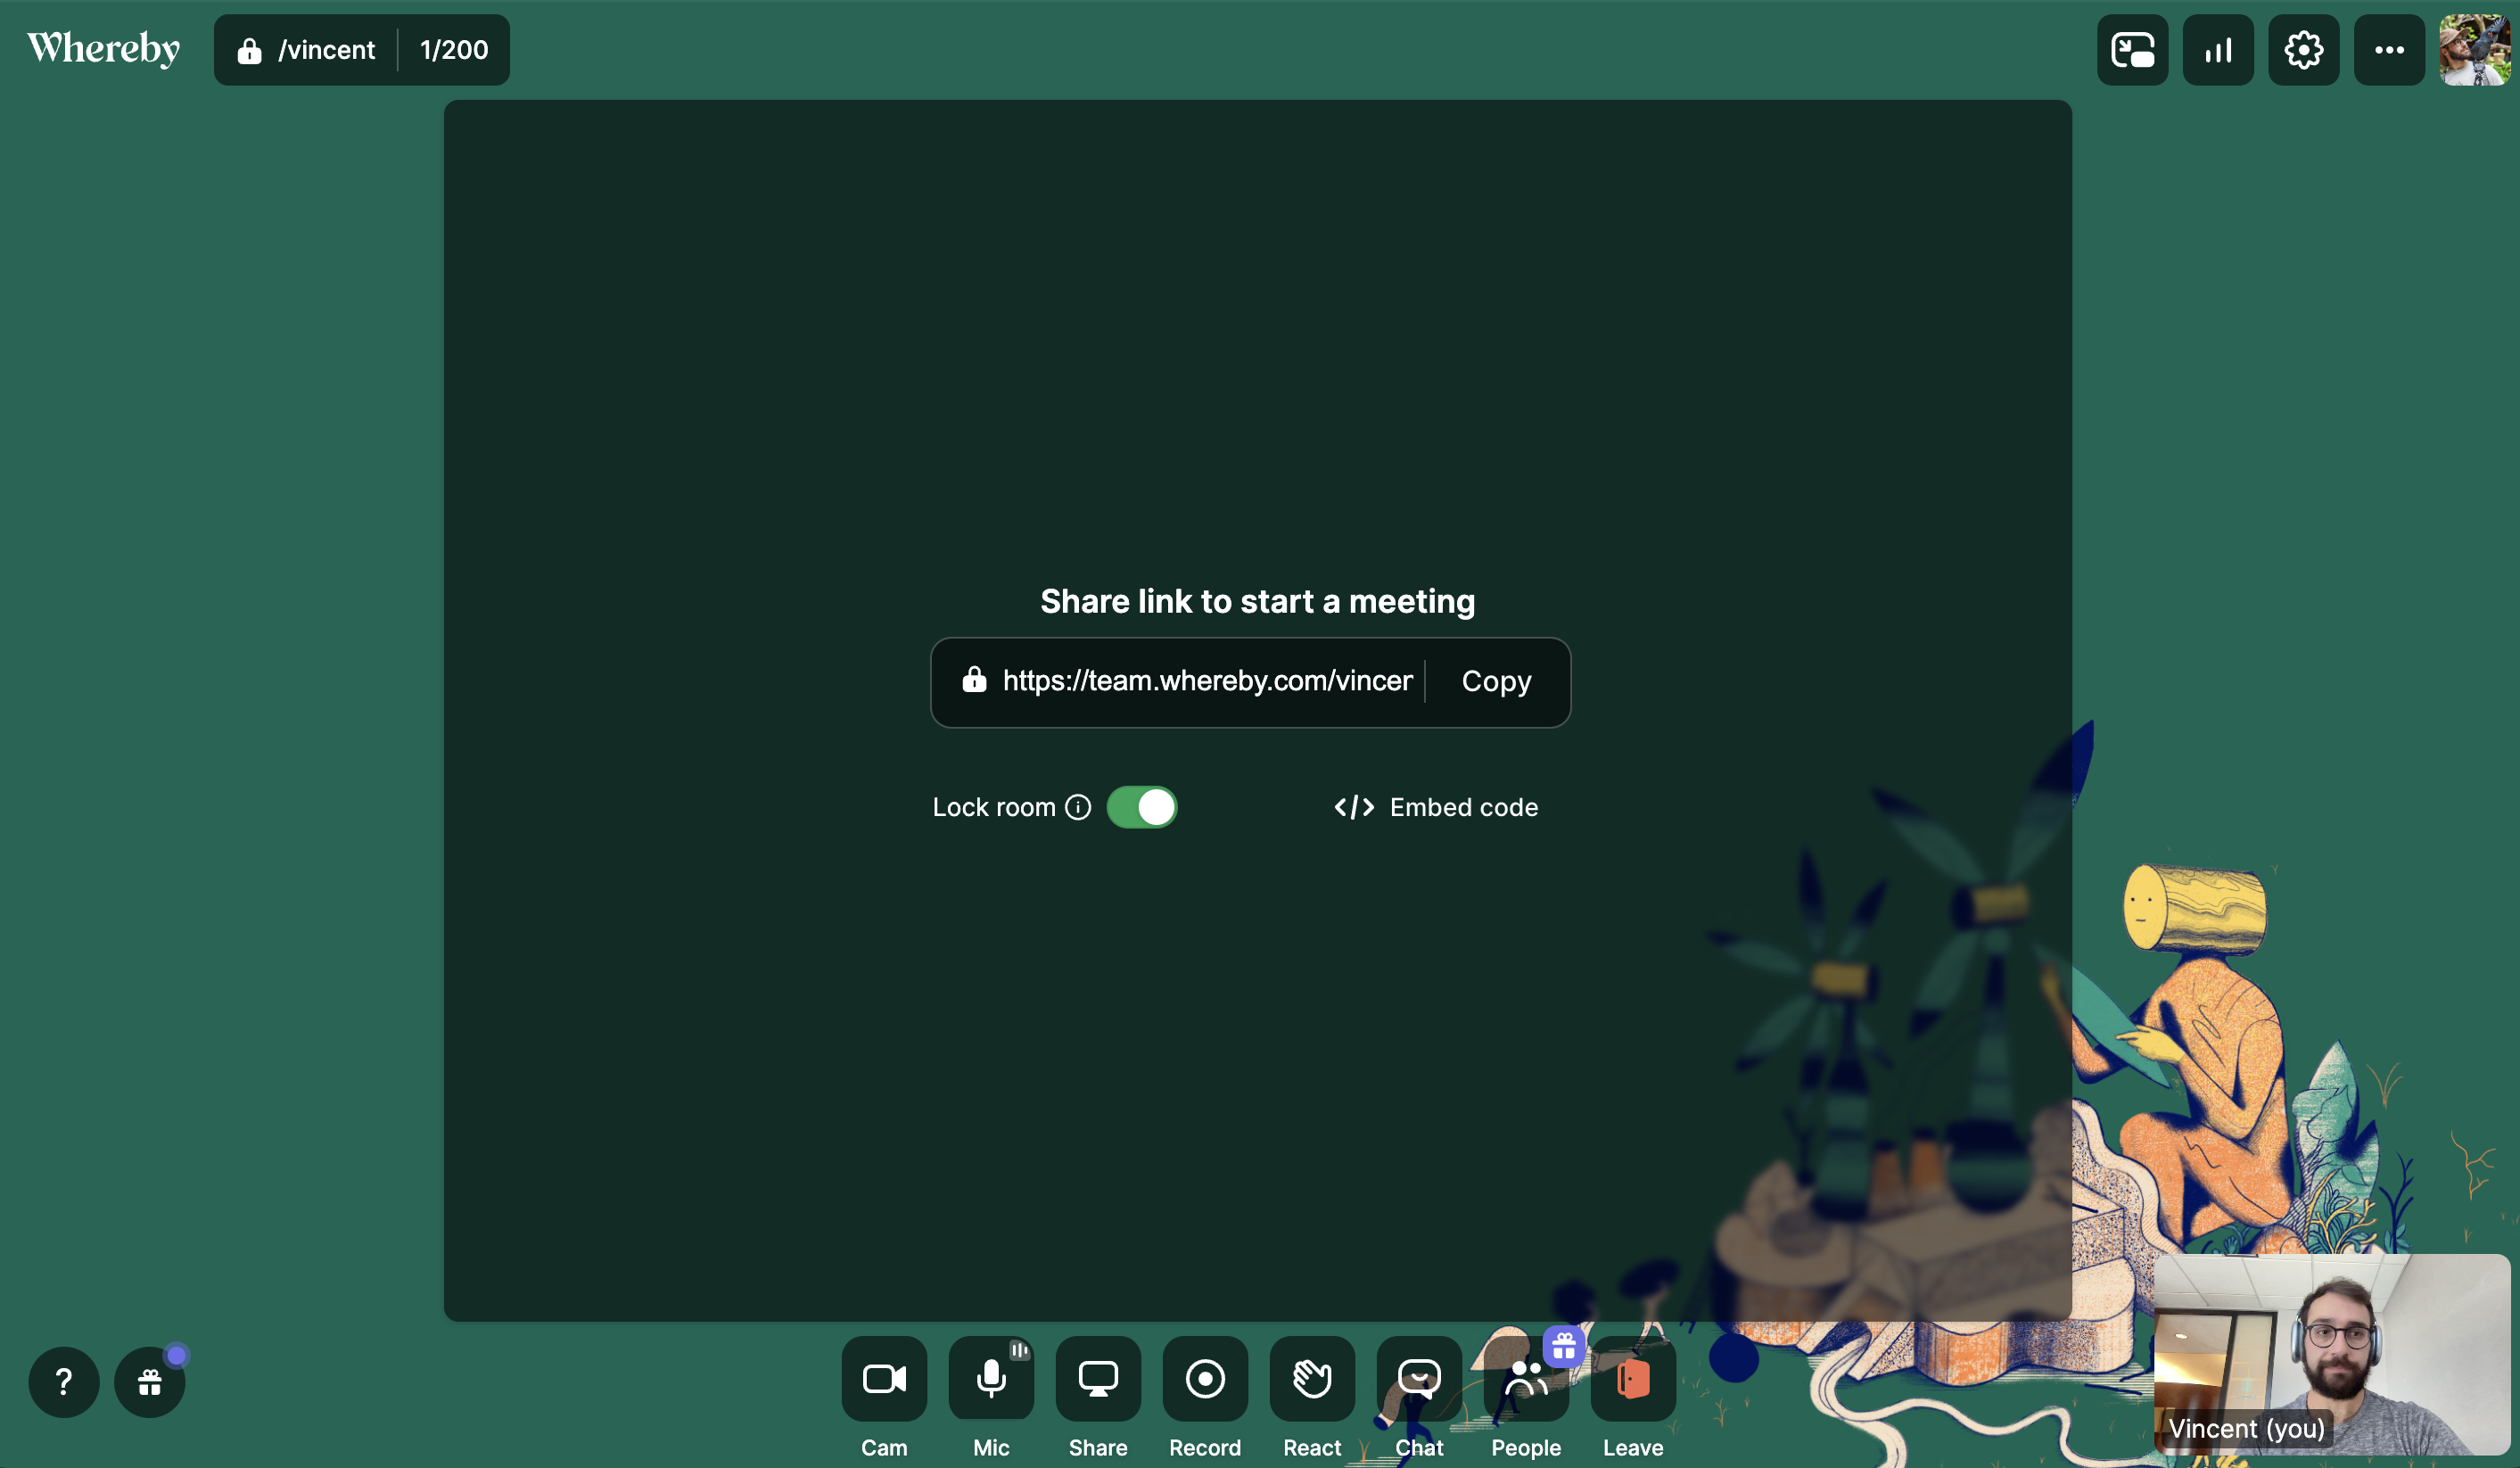 Whereby
/vincent
1/200
Share link to start a meeting
https://team.whereby.com/vincer
Copy
Lock room
Embed code
?
Cam
Mic
Share
Record
React
Chat
People
Leave
Vincent (you)